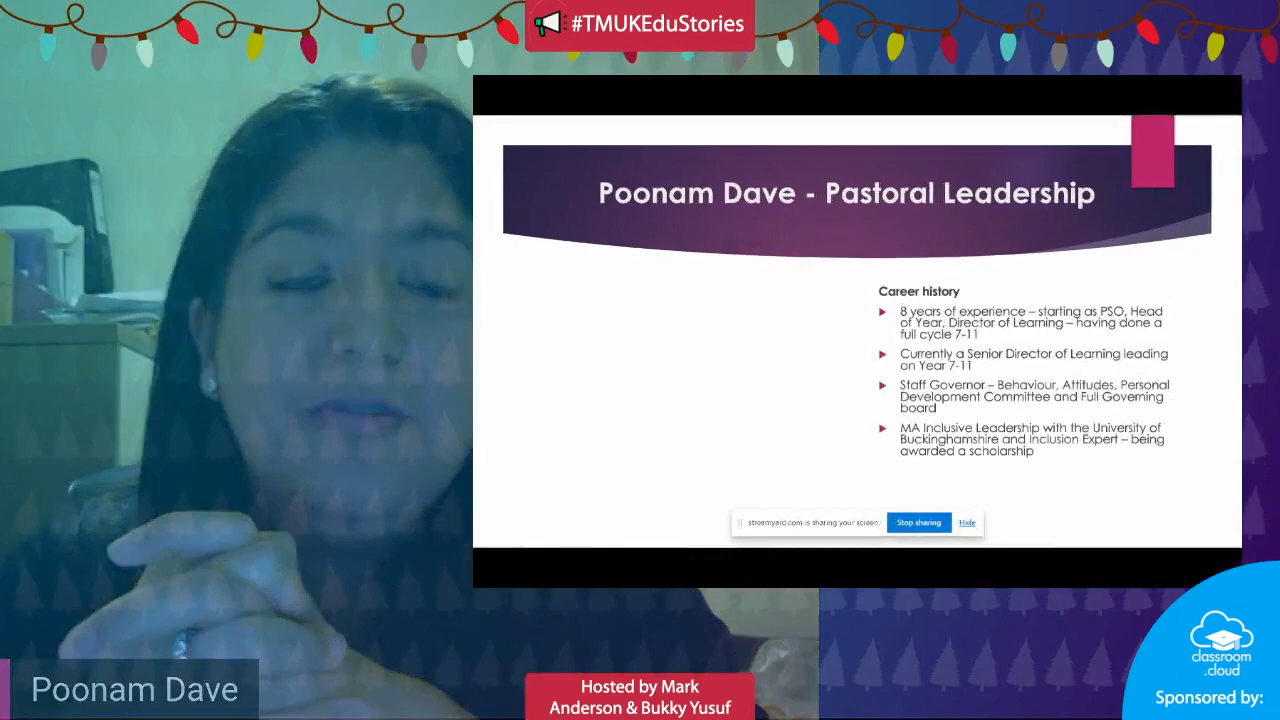 #TMUKEduStories
Poonam Dave - Pastoral Leadership
Career history
8 years of experience – starting as PSO, Head
of Year, Director of Learning – having done a
full cycle 7-11
Currently a Senior Director of Learning leading
on Year 7-11
Staff Governor – Behaviour, Attitudes, Personal
Development Committee and Full Governing
board
MA Inclusive Leadership with the University of
Buckinghamshire and Inclusion Expert – being
awarded a scholarship
streamyard.com is sharing your screen.
Stop sharing
Hide
Poonam Dave
Hosted by Mark
Anderson & Bukky Yusuf
classroom
.cloud
Sponsored by: